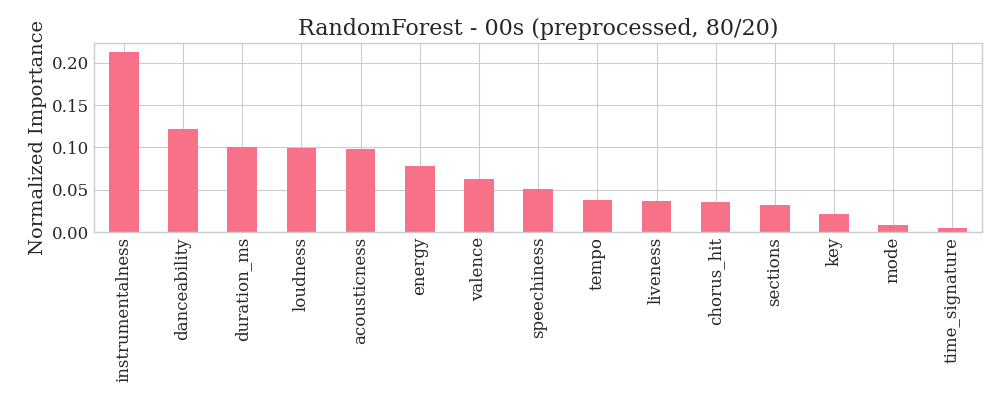 RandomForest - 00s (preprocessed, 80/20)
Normalized Importance
0.20
0.15
0.10
0.05
0.00
instrumentalness
danceability
duration_ms
loudness
acousticness
energy
valence
speechiness
tempo
liveness
chorus_hit
sections
key
mode
time_signature